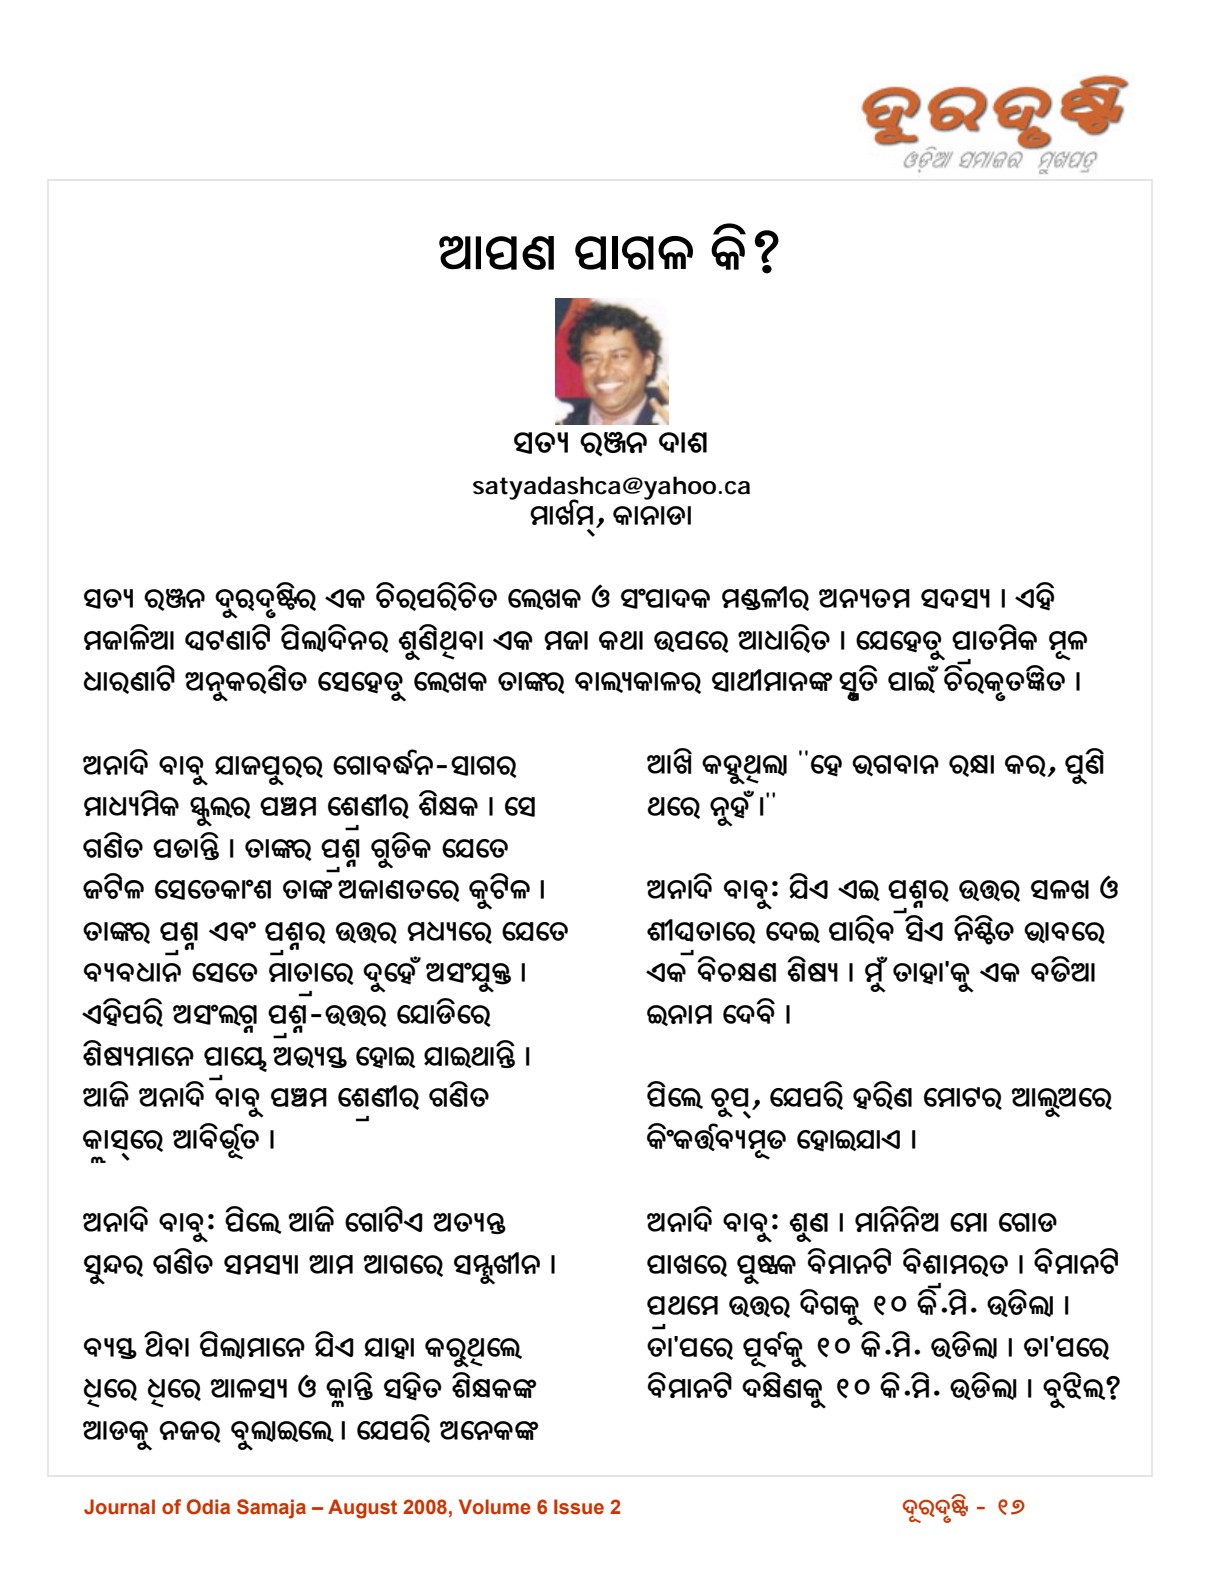 ଦୁରଦୃଷ୍ଟି
ଓଡ଼ିଆ ସମାଜର ମୁଖପତ୍ର
ଆପଣ ପାଗଳ କି?
ସତ୍ୟ ରଞ୍ଜନ ଦାଶ
satyadashca@yahoo.ca
ମାର୍ଖମ୍, କାନାଡା
ସତ୍ୟ ରଞ୍ଜନ ଦୁରଦୃଷ୍ଟିର ଏକ ଚିରପରିଚିତ ଲେଖକ ଓ ସଂପାଦକ ମଣ୍ଡଳୀର ଅନ୍ୟତମ ସଦସ୍ୟ । ଏହି
ମଜାଳିଆ ଘଟଣାଟି ପିଲାଦିନର ଶୁଣିଥିବା ଏକ ମଜା କଥା ଉପରେ ଆଧାରିତ । ଯେହେତୁ ପ୍ରାତମିକ ମୂଳ
ଧାରଣାଟି ଅନୁକରଣିତ ସେହେତୁ ଲେଖକ ତାଙ୍କର ବାଲ୍ୟକାଳର ସାଥୀମାନଙ୍କ ସ୍ମୃତି ପାଇଁ ଚିରକୃତଜ୍ଞିତ ।
ଅନାଦି ବାବୁ ଯାଜପୁରର ଗୋବର୍ଦ୍ଧନ-ସାଗର
ମାଧ୍ୟମିକ ସ୍କୁଲର ପଞ୍ଚମ ଶ୍ରେଣୀର ଶିକ୍ଷକ । ସେ
ଗଣିତ ପଡାନ୍ତି । ତାଙ୍କର ପ୍ରଶ୍ନ ଗୁଡିକ ଯେତେ
ଜଟିଳ ସେତେକାଂଶ ତାଙ୍କ ଅଜାଣତରେ କୁଟିଳ ।
ତାଙ୍କର ପ୍ରଶ୍ନ ଏବଂ ପ୍ରଶ୍ନର ଉତ୍ତର ମଧ୍ୟରେ ଯେତେ
ବ୍ୟବଧାନ ସେତେ ମାତ୍ରାରେ ଦୁହେଁ ଅସଂଯୁକ୍ତ ।
ଏହିପରି ଅସଂଲଗ୍ନ ପ୍ରଶ୍ନ-ଉତ୍ତର ଯୋଡିରେ
ଶିଷ୍ୟମାନେ ପ୍ରାୟେ ଅଭ୍ୟସ୍ତ ହୋଇ ଯାଇଥାନ୍ତି ।
ଆଜି ଅନାଦି ବାବୁ ପଞ୍ଚମ ଶ୍ରେଣୀର ଗଣିତ
କ୍ଲାସ୍‌ରେ ଆବିର୍ଭୂତ ।
ଅନାଦି ବାବୁ: ପିଲେ ଆଜି ଗୋଟିଏ ଅତ୍ୟନ୍ତ
ସୁନ୍ଦର ଗଣିତ ସମସ୍ୟା ଆମ ଆଗରେ ସମ୍ମୁଖୀନ ।
ବ୍ୟସ୍ତ ଥିବା ପିଲାମାନେ ଯିଏ ଯାହା କରୁଥିଲେ
ଧିରେ ଧିରେ ଆଳସ୍ୟ ଓ କ୍ଳାନ୍ତି ସହିତ ଶିକ୍ଷକଙ୍କ
ଆଡକୁ ନଜର ବୁଲାଇଲେ । ଯେପରି ଅନେକଙ୍କ
ଆଖି କହୁଥିଲା "ହେ ଭଗବାନ ରକ୍ଷା କର, ପୁଣି
ଥରେ ନୁହଁ ।"
ଅନାଦି ବାବୁ: ଯିଏ ଏଇ ପ୍ରଶ୍ନର ଉତ୍ତର ସଳଖ ଓ
ଶୀଘ୍ରତାରେ ଦେଇ ପାରିବ ସିଏ ନିଶ୍ଚିତ ଭାବରେ
ଏକ ବିଚକ୍ଷଣ ଶିଷ୍ୟ । ମୁଁ ତାହା'କୁ ଏକ ବଡିଆ
ଇନାମ ଦେବି ।
ପିଲେ ଚୁପ୍, ଯେପରି ହରିଣ ମୋଟର ଆଲୁଅରେ
କିଂକର୍ତ୍ତବ୍ୟମୂଡ ହୋଇଯାଏ ।
ଅନାଦି ବାବୁ: ଶୁଣ । ମାନିନିଅ ମୋ ଗୋଡ
ପାଖରେ ପୁଷ୍ପକ ବିମାନଟି ବିଶ୍ରାମରତ । ବିମାନଟି
ପ୍ରଥମେ ଉତ୍ତର ଦିଗକୁ ୧୦ କି.ମି. ଉଡିଲା ।
ତା'ପରେ ପୂର୍ବକୁ ୧୦ କି.ମି. ଉଡିଲା । ତା'ପରେ
ବିମାନଟି ଦକ୍ଷିଣକୁ ୧୦ କି.ମି. ଉଡିଲା । ବୁଝିଲ?
Journal of Odia Samaja – August 2008, Volume 6 Issue 2
ଦୂରଦୃଷ୍ଟି - ୧୭